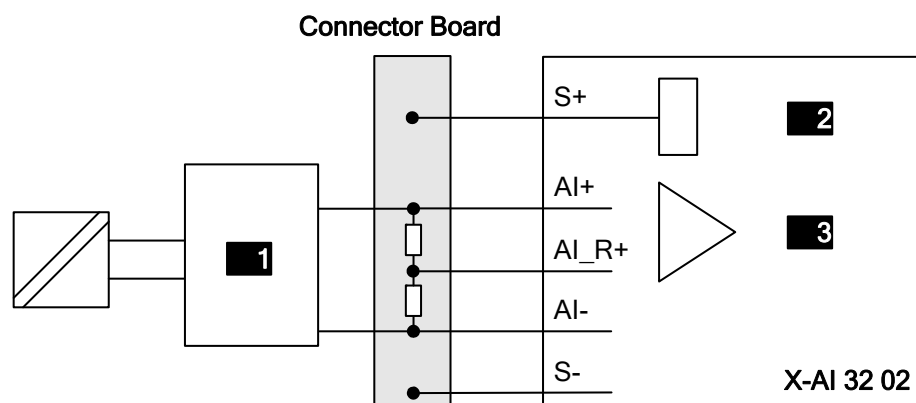 Connector Board
S+
2
AI+
3
AI_R+
1
AI-
S-
X-AI 32 02